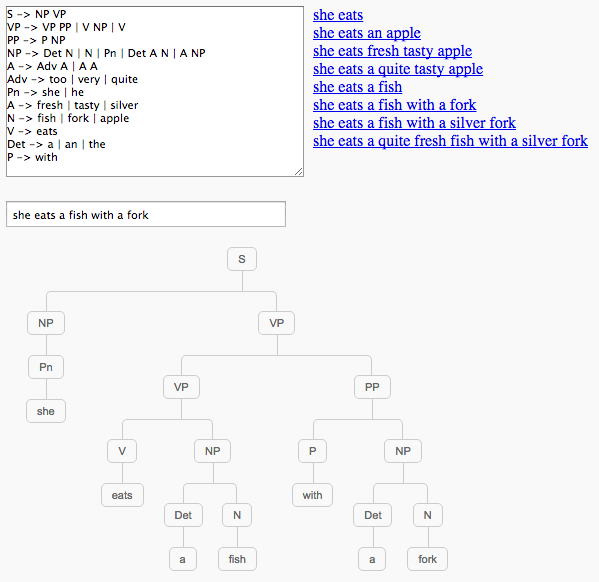 S -> NP VP
VP -> VP PP | V NP | V
PP -> P NP
NP -> Det N | N | Pn | Det A N | A NP
A -> Adv A | A A
Adv -> too | very | quite
Pn -> she | he
A -> fresh | tasty | silver
N -> fish | fork | apple
V -> eats
Det -> a | an | the
P -> with
she eats
she eats an apple
she eats fresh tasty apple
she eats a quite tasty apple
she eats a fish
she eats a fish with a fork
she eats a fish with a silver fork
she eats a quite fresh fish with a silver fork
she eats a fish with a fork
S
NP VP
Pn VP PP
she
V NP P NP
eats Det N with Det N
a fish a fork